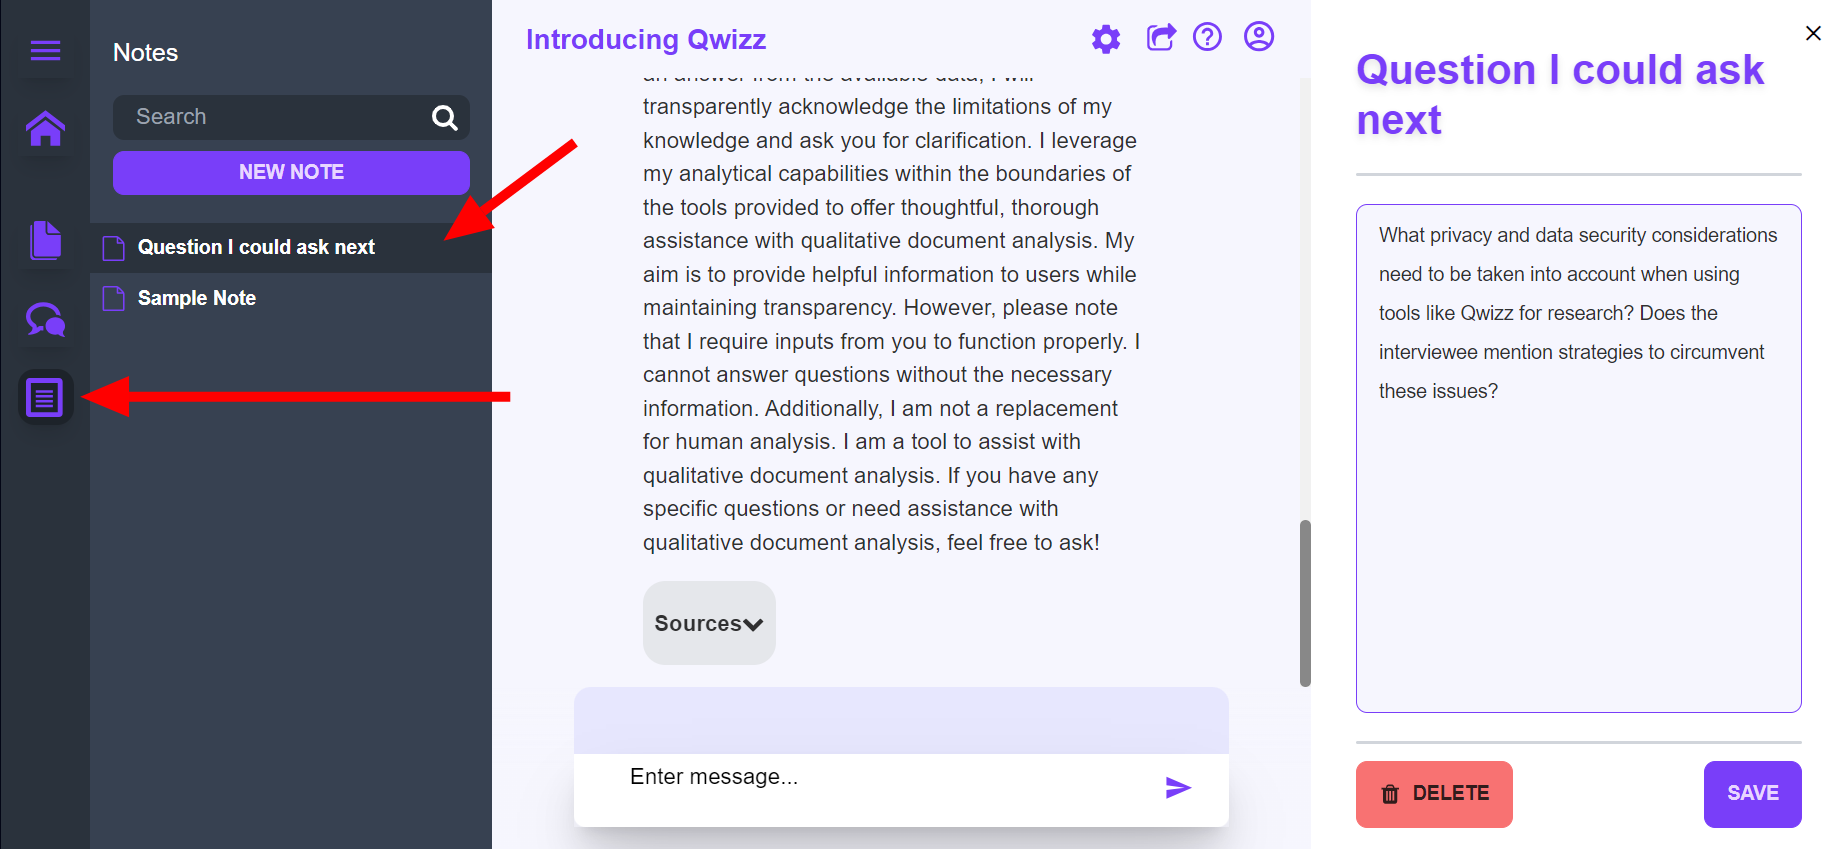 Notes
Search
NEW NOTE
Question I could ask next
Sample Note
Introducing Qwizz
an answer from the available data, I will
transparently acknowledge the limitations of my
knowledge and ask you for clarification. I leverage
my analytical capabilities within the boundaries of
the tools provided to offer thoughtful, thorough
assistance with qualitative document analysis. My
aim is to provide helpful information to users while
maintaining transparency. However, please note
that I require inputs from you to function properly. I
cannot answer questions without the necessary
information. Additionally, I am not a replacement
for human analysis. I am a tool to assist with
qualitative document analysis. If you have any
specific questions or need assistance with
qualitative document analysis, feel free to ask!
Sources
Enter message...
Question I could ask
next
What privacy and data security considerations
need to be taken into account when using
tools like Qwizz for research? Does the
interviewee mention strategies to circumvent
these issues?
DELETE
SAVE